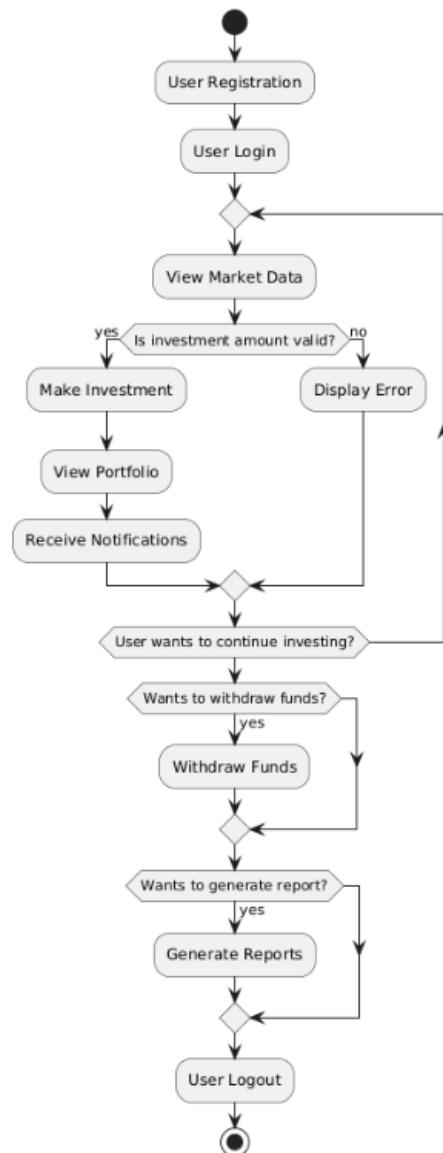 User Registration
User Login
View Market Data
yes
Is investment amount valid?
no
Make Investment
Display Error
View Portfolio
Receive Notifications
User wants to continue investing?
Wants to withdraw funds?
yes
Withdraw Funds
Wants to generate report?
yes
Generate Reports
User Logout